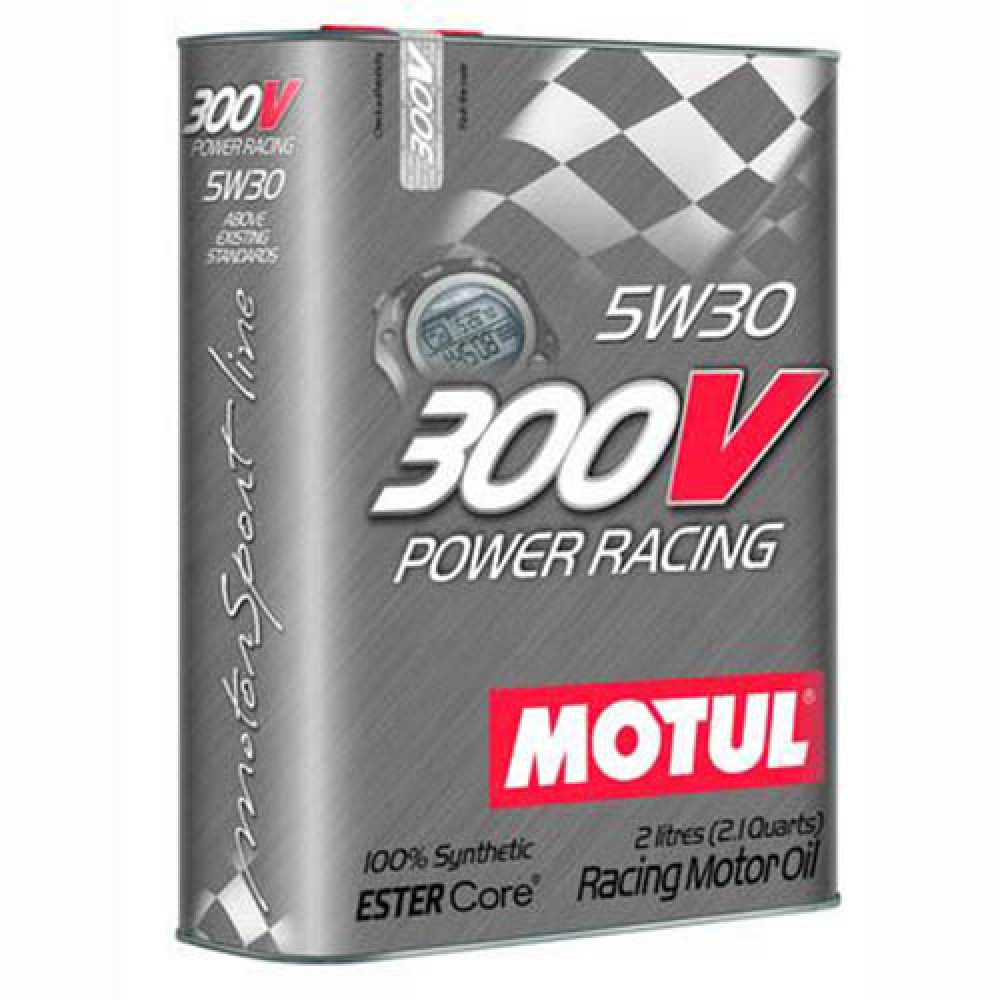 300V
POWER RACING
5W30
ABOVE
EXISTING
STANDARDS
motorSport line
300V
5W30
300V
POWER RACING
MOTUL®
100% Synthetic
ESTER Core®
2 litres (2.1 Quarts)
Racing Motor Oil